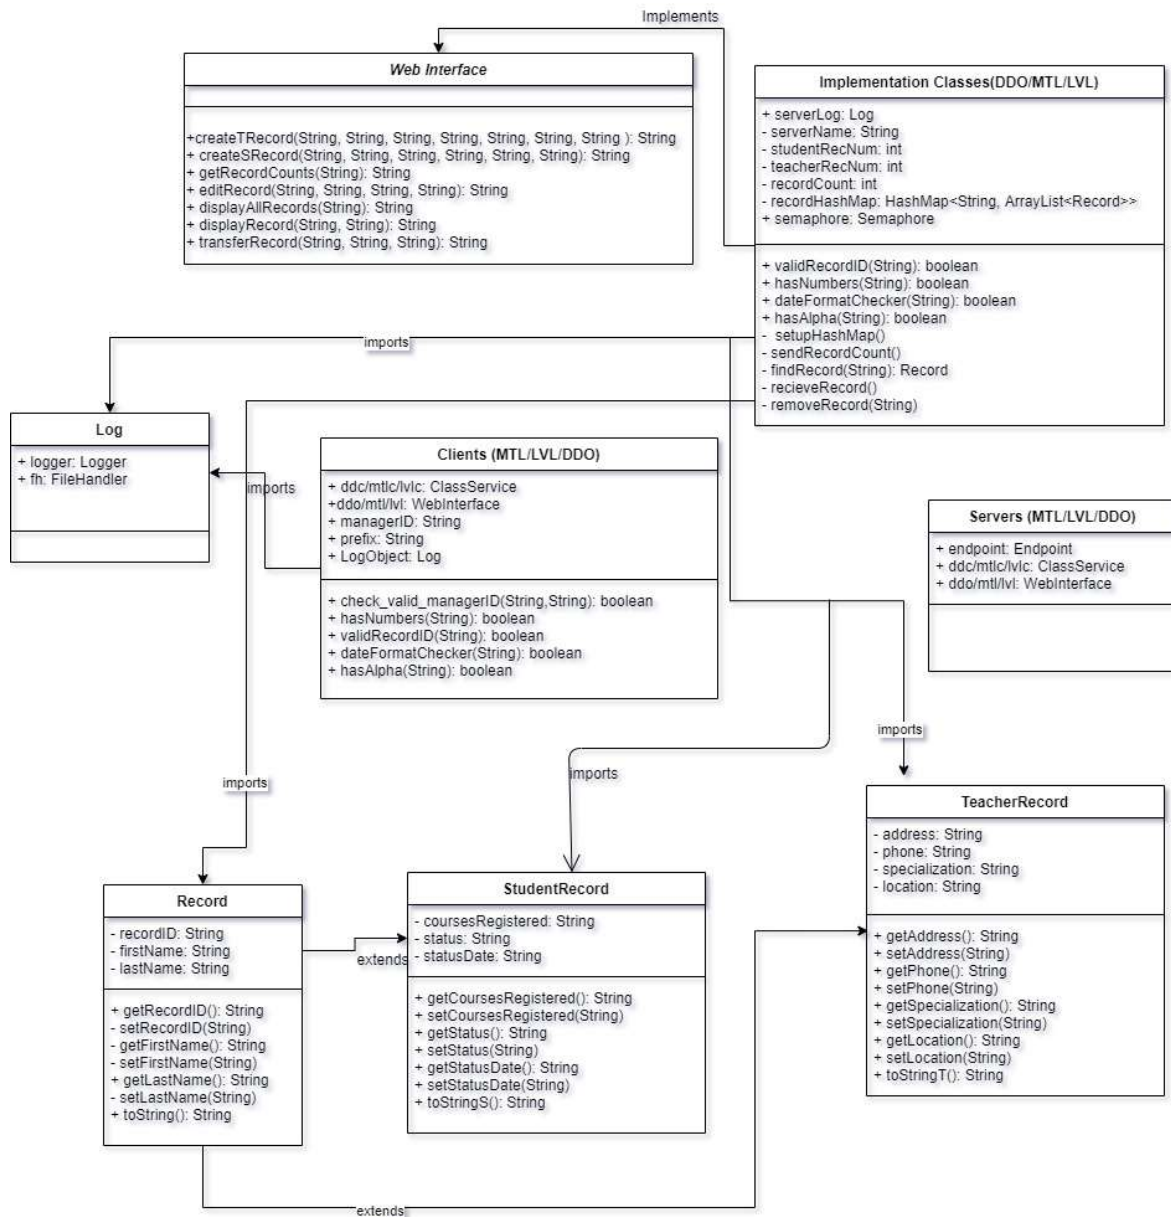 Implements
Web Interface
+createTRecord(String, String, String, String, String, String, String ): String
+ createSRecord(String, String, String, String, String, String): String
+ getRecordCounts(String): String
+ editRecord(String, String, String, String): String
+ displayAllRecords(String): String
+ displayRecord(String, String): String
+ transferRecord(String, String, String): String
Implementation Classes(DDO/MTL/LVL)
+ serverLog: Log
- serverName: String
- studentRecNum: int
- teacherRecNum: int
- recordCount: int
- recordHashMap: HashMap<String, ArrayList<Record>>
+ semaphore: Semaphore
+ validRecordID(String): boolean
+ hasNumbers(String): boolean
+ dateFormatChecker(String): boolean
+ hasAlpha(String): boolean
- setupHashMap()
- sendRecordCount()
- findRecord(String): Record
- recieveRecord()
- removeRecord(String)
imports
Log
+ logger: Logger
+ fh: FileHandler
imports
Clients (MTL/LVL/DDO)
+ ddc/mtlc/lvlc: ClassService
+ddo/mtl/lvl: WebInterface
+ managerID: String
+ prefix: String
+ LogObject: Log
+ check_valid_managerID(String,String): boolean
+ hasNumbers(String): boolean
+ validRecordID(String): boolean
+ dateFormatChecker(String): boolean
+ hasAlpha(String): boolean
Servers (MTL/LVL/DDO)
+ endpoint: Endpoint
+ ddc/mtlc/lvlc: ClassService
+ ddo/mtl/lvl: WebInterface
imports
imports
imports
Record
- recordID: String
- firstName: String
- lastName: String
+ getRecordID(): String
- setRecordID(String)
- getFirstName(): String
- setFirstName(String)
+ getLastName(): String
- setLastName(String)
+ toString(): String
extends
StudentRecord
- coursesRegistered: String
- status: String
- statusDate: String
+ getCoursesRegistered(): String
+ setCoursesRegistered(String)
+ getStatus(): String
+ setStatus(String)
+ getStatusDate(): String
+ setStatusDate(String)
+ toStringS(): String
TeacherRecord
- address: String
- phone: String
- specialization: String
- location: String
+ getAddress(): String
+ setAddress(String)
+ getPhone(): String
+ setPhone(String)
+ getSpecialization(): String
+ setSpecialization(String)
+ getLocation(): String
+ setLocation(String)
+ toStringT(): String
extends